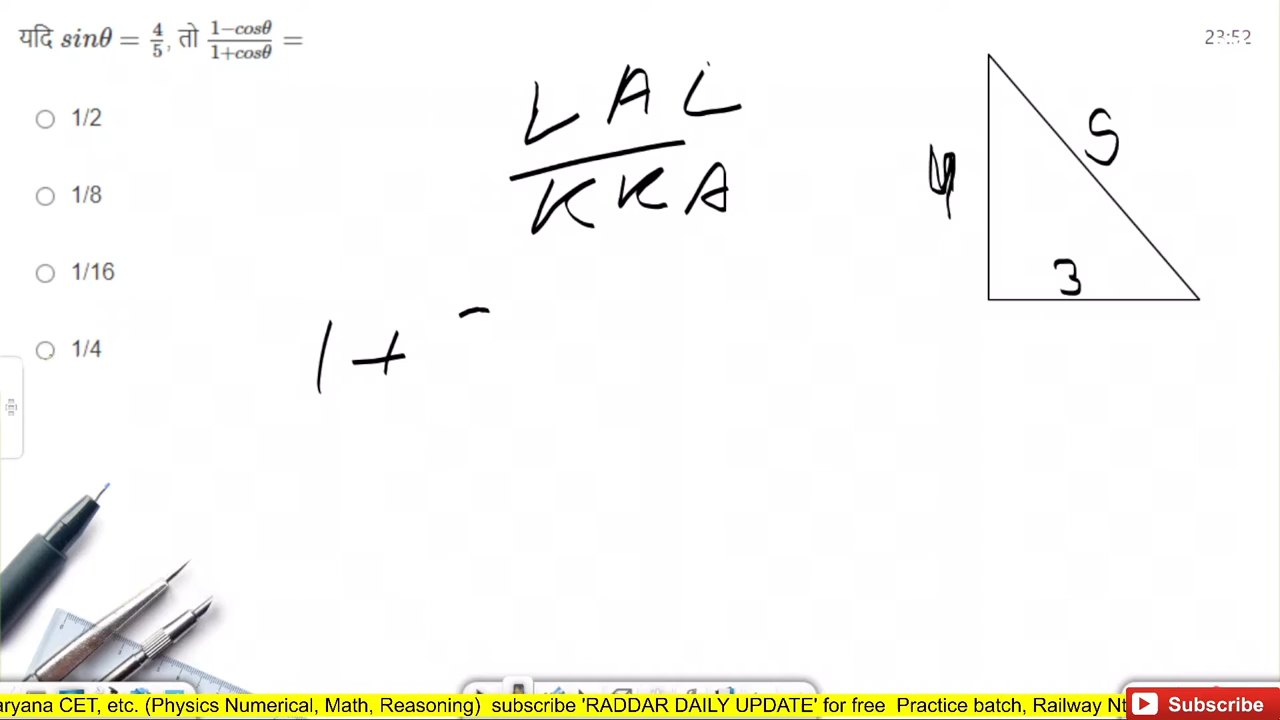 यदि sinθ = 4/5, तो 1−cosθ/1+cosθ =
23:52
1/2
1/8
1/16
1/4
L A L
K K A
4
5
3
1 +
aryana CET, etc. (Physics Numerical, Math, Reasoning) subscribe 'RADDAR DAILY UPDATE' for free Practice batch, Railway Nt
Subscribe